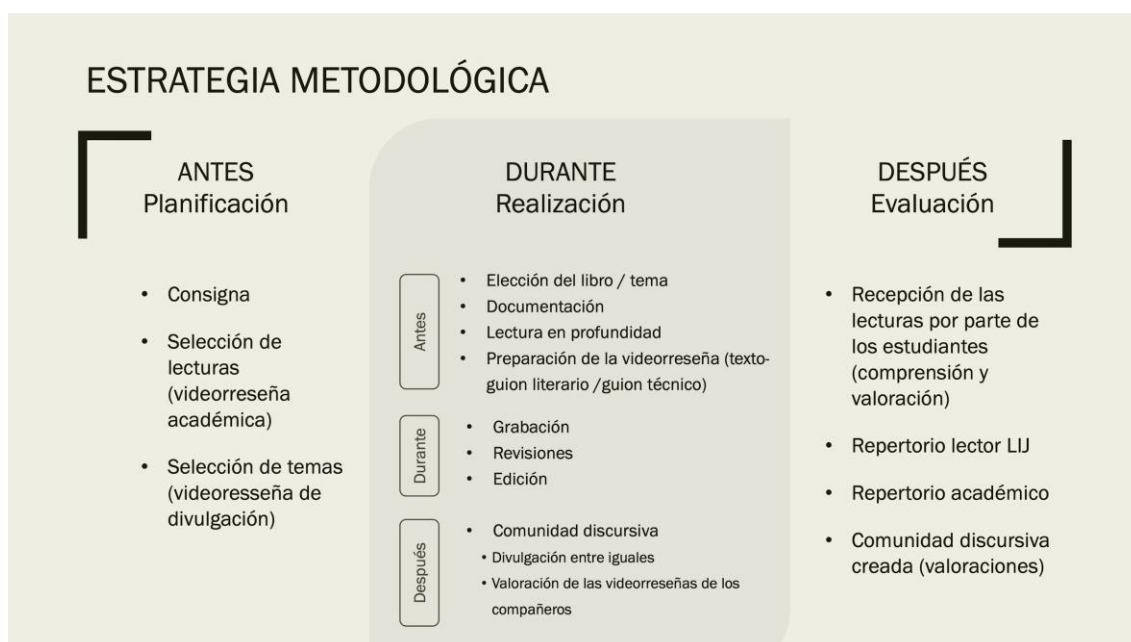 ESTRATEGIA METODOLÓGICA
ANTES
Planificación
• Consigna
• Selección de
lecturas
(videorreseña
académica)
• Selección de temas
(videoresseña de
divulgación)
DURANTE
Realización
Antes
• Elección del libro / tema
• Documentación
• Lectura en profundidad
• Preparación de la videorreseña (texto-
guion literario /guion técnico)
Durante
• Grabación
• Revisiones
• Edición
Después
• Comunidad discursiva
• Divulgación entre iguales
• Valoración de las videorreseñas de los
compañeros
DESPUÉS
Evaluación
• Recepción de las
lecturas por parte de
los estudiantes
(comprensión y
valoración)
• Repertorio lector LIJ
• Repertorio académico
• Comunidad discursiva
creada (valoraciones)